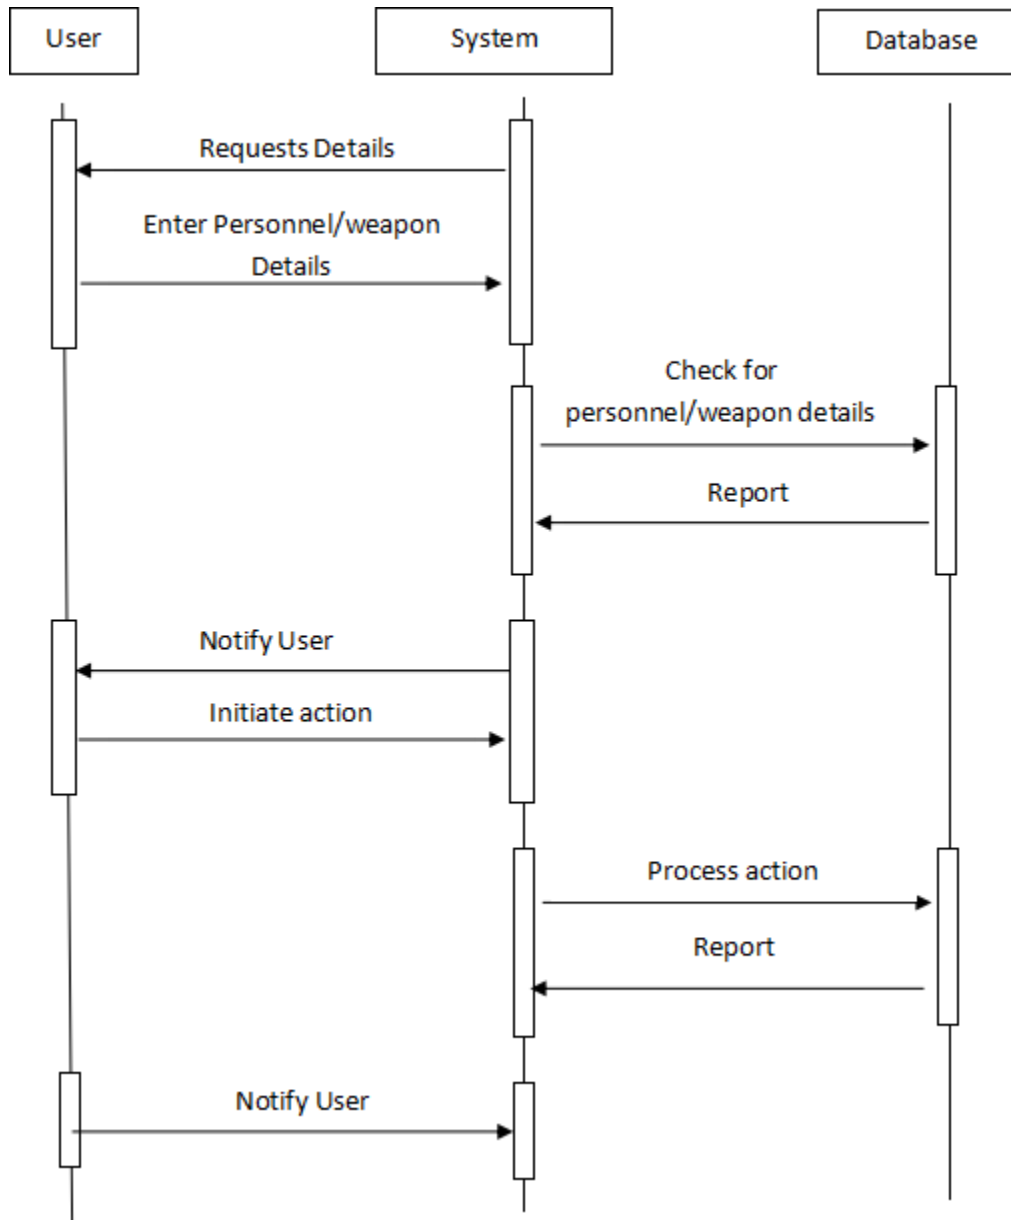 User
System
Database
Requests Details
Enter Personnel/weapon
Details
Check for
personnel/weapon details
Report
Notify User
Initiate action
Process action
Report
Notify User